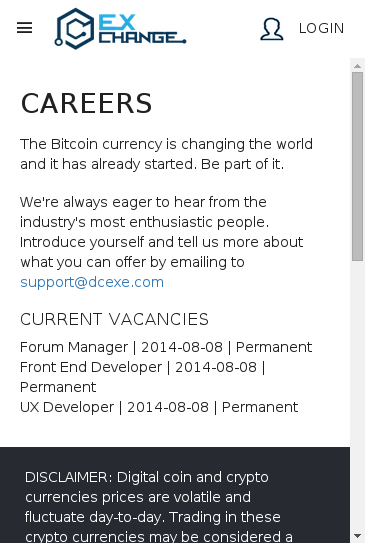 EX
CHANGE
LOGIN
CAREERS
The Bitcoin currency is changing the world
and it has already started. Be part of it.
We're always eager to hear from the
industry's most enthusiastic people.
Introduce yourself and tell us more about
what you can offer by emailing to
support@dcexe.com
CURRENT VACANCIES
Forum Manager | 2014-08-08 | Permanent
Front End Developer | 2014-08-08 |
Permanent
UX Developer | 2014-08-08 | Permanent
DISCLAIMER: Digital coin and crypto
currencies prices are volatile and
fluctuate day-to-day. Trading in these
crypto currencies may be considered a